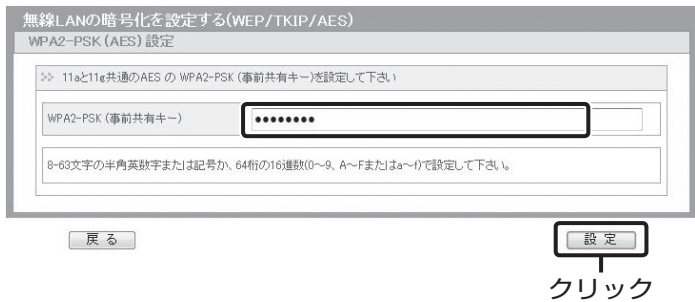 無線LANの暗号化を設定する(WEP/TKIP/AES)
WPA2-PSK(AES)設定
>> 11aと11g共通のAES の WPA2-PSK(事前共有キー)を設定して下さい
WPA2-PSK(事前共有キー) ●●●●●●●●
8-63文字の半角英数字または記号か、64桁の16進数(0~9、A~Fまたはa~f)で設定して下さい。
戻る 設定
クリック